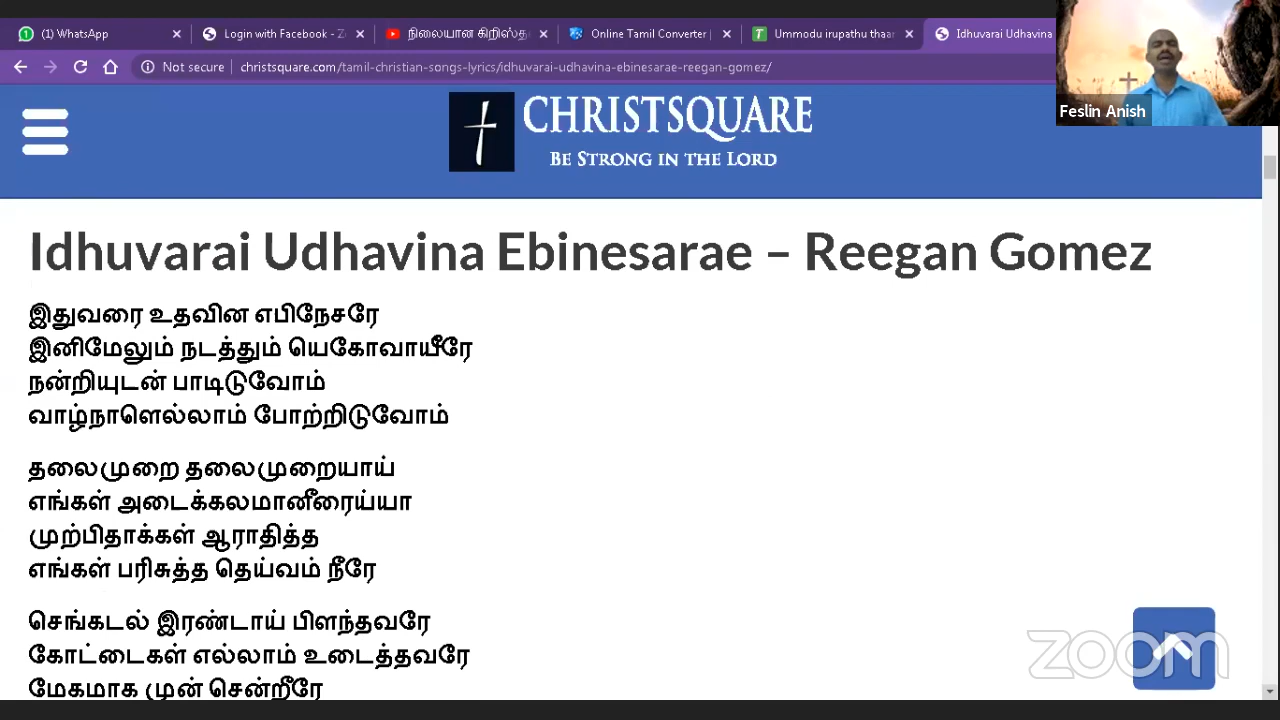 (1) WhatsApp
Login with Facebook - Z
நிலையான கிறிஸ்த
Online Tamil Converter |
Ummodu irupathu thaan
Idhuvarai Udhavina
Not secure
christsquare.com/tamil-christian-songs-lyrics/idhuvarai-udhavina-ebinesarae-reegan-gomez/
Feslin Anish
CHRISTSQUARE
BE STRONG IN THE LORD
Idhuvarai Udhavina Ebinesarae – Reegan Gomez
இதுவரை உதவின எபிநேசரே
இனிமேலும் நடத்தும் யெகோவாயீரே
நன்றியுடன் பாடிடுவோம்
வாழ்நாளெல்லாம் போற்றிடுவோம்
தலைமுறை தலைமுறையாய்
எங்கள் அடைக்கலமானீரைய்யா
முற்பிதாக்கள் ஆராதித்த
எங்கள் பரிசுத்த தெய்வம் நீரே
செங்கடல் இரண்டாய் பிளந்தவரே
கோட்டைகள் எல்லாம் உடைத்தவரே
மேகமாக முன் சென்றீரே
zoom